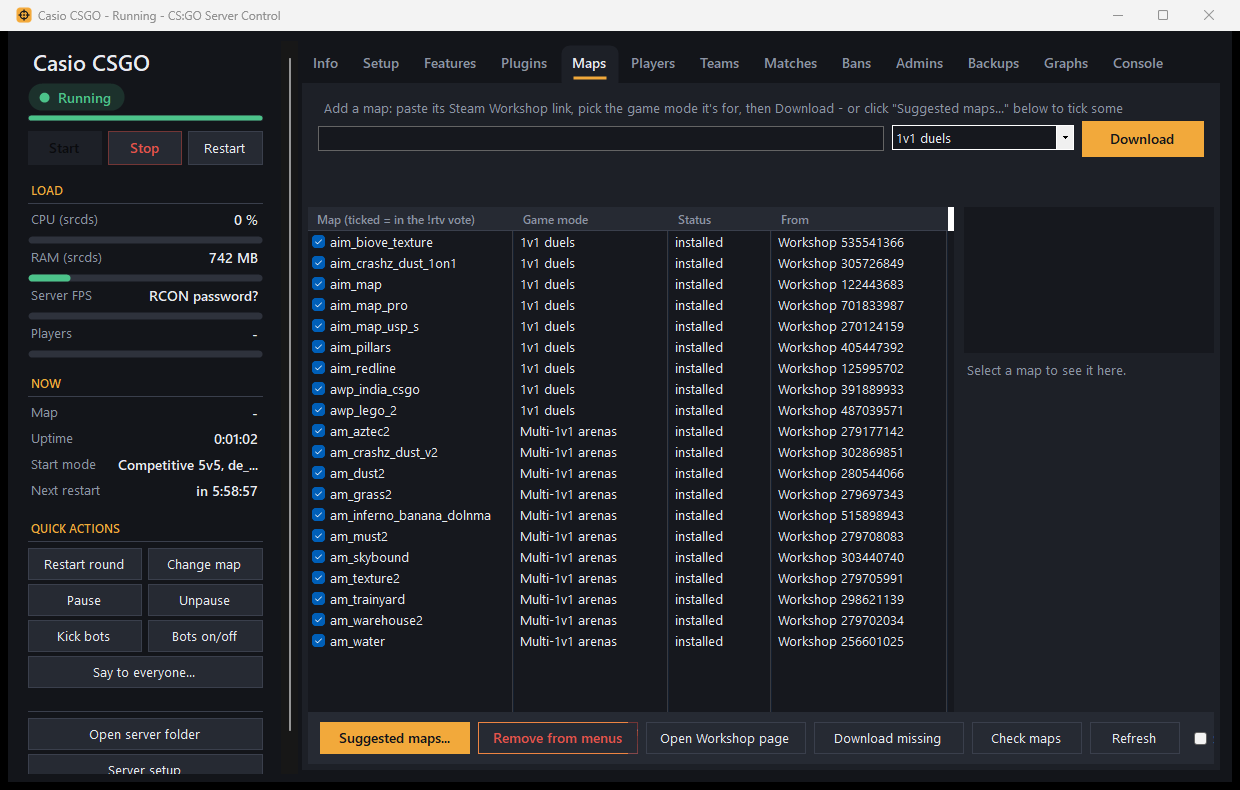 Casio CSGO - Running - CS:GO Server Control
Casio CSGO
Running
Start Stop Restart
LOAD
CPU (srcds) 0 %
RAM (srcds) 742 MB
Server FPS RCON password?
Players -
NOW
Map -
Uptime 0:01:02
Start mode Competitive 5v5, de_...
Next restart in 5:58:57
QUICK ACTIONS
Restart round Change map
Pause Unpause
Kick bots Bots on/off
Say to everyone...
Open server folder
Server setup
Info Setup Features Plugins Maps Players Teams Matches Bans Admins Backups Graphs Console
Add a map: paste its Steam Workshop link, pick the game mode it's for, then Download - or click "Suggested maps..." below to tick some
1v1 duels Download
Map (ticked = in the !rtv vote) Game mode Status From
aim_biove_texture 1v1 duels installed Workshop 535541366
aim_crashz_dust_1on1 1v1 duels installed Workshop 305726849
aim_map 1v1 duels installed Workshop 122443683
aim_map_pro 1v1 duels installed Workshop 701833987
aim_map_usp_s 1v1 duels installed Workshop 270124159
aim_pillars 1v1 duels installed Workshop 405447392
aim_redline 1v1 duels installed Workshop 125995702
awp_india_csgo 1v1 duels installed Workshop 391889933
awp_lego_2 1v1 duels installed Workshop 487039571
am_aztec2 Multi-1v1 arenas installed Workshop 279177142
am_crashz_dust_v2 Multi-1v1 arenas installed Workshop 302869851
am_dust2 Multi-1v1 arenas installed Workshop 280544066
am_grass2 Multi-1v1 arenas installed Workshop 279697343
am_inferno_banana_dolnma Multi-1v1 arenas installed Workshop 515898943
am_must2 Multi-1v1 arenas installed Workshop 279708083
am_skybound Multi-1v1 arenas installed Workshop 303440740
am_texture2 Multi-1v1 arenas installed Workshop 279705991
am_trainyard Multi-1v1 arenas installed Workshop 298621139
am_warehouse2 Multi-1v1 arenas installed Workshop 279702034
am_water Multi-1v1 arenas installed Workshop 256601025
Select a map to see it here.
Suggested maps... Remove from menus Open Workshop page Download missing Check maps Refresh